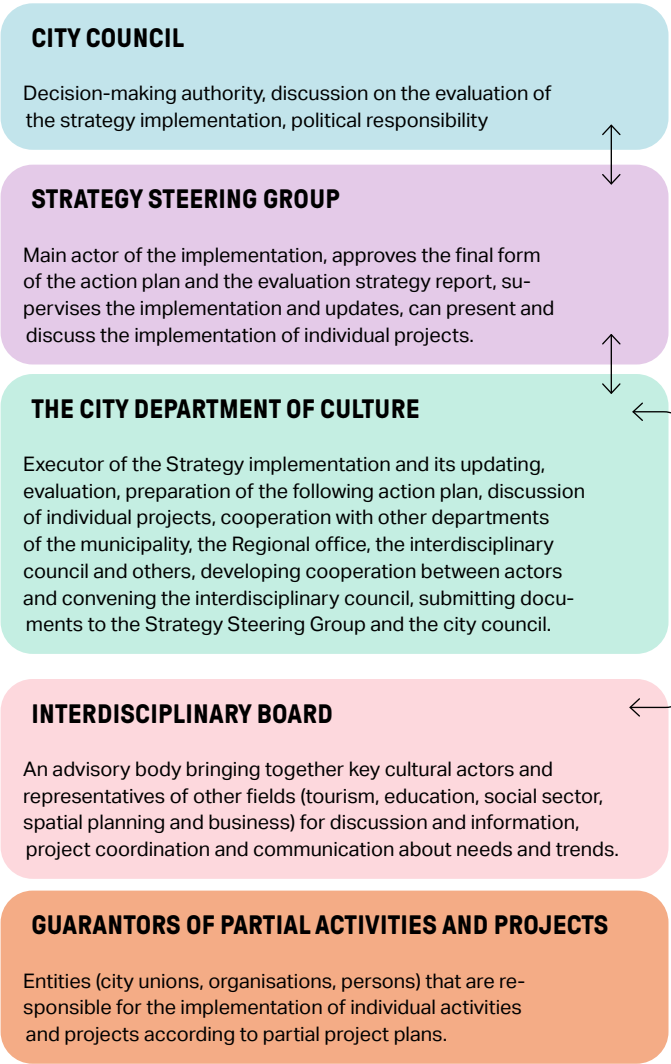 CITY COUNCIL
Decision-making authority, discussion on the evaluation of
the strategy implementation, political responsibility
STRATEGY STEERING GROUP
Main actor of the implementation, approves the final form
of the action plan and the evaluation strategy report, su-
pervises the implementation and updates, can present and
discuss the implementation of individual projects.
THE CITY DEPARTMENT OF CULTURE
Executor of the Strategy implementation and its updating,
evaluation, preparation of the following action plan, discussion
of individual projects, cooperation with other departments
of the municipality, the Regional office, the interdisciplinary
council and others, developing cooperation between actors
and convening the interdisciplinary council, submitting docu-
ments to the Strategy Steering Group and the city council.
INTERDISCIPLINARY BOARD
An advisory body bringing together key cultural actors and
representatives of other fields (tourism, education, social sector,
spatial planning and business) for discussion and information,
project coordination and communication about needs and trends.
GUARANTORS OF PARTIAL ACTIVITIES AND PROJECTS
Entities (city unions, organisations, persons) that are re-
sponsible for the implementation of individual activities
and projects according to partial project plans.